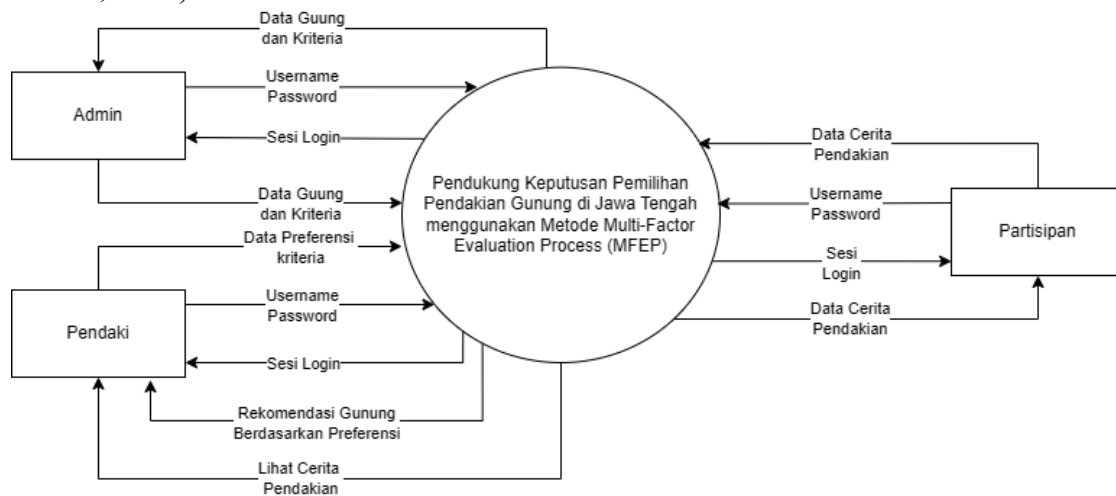 Data Guung
dan Kriteria
Username
Password
Admin
Sesi Login
Data Guung
dan Kriteria
Data Preferensi
kriteria
Username
Password
Pendaki
Sesi Login
Rekomendasi Gunung
Berdasarkan Preferensi
Lihat Cerita
Pendakian
Pendukung Keputusan Pemilihan
Pendakian Gunung di Jawa Tengah
menggunakan Metode Multi-Factor
Evaluation Process (MFEP)
Data Cerita
Pendakian
Username
Password
Partisipan
Sesi
Login
Data Cerita
Pendakian